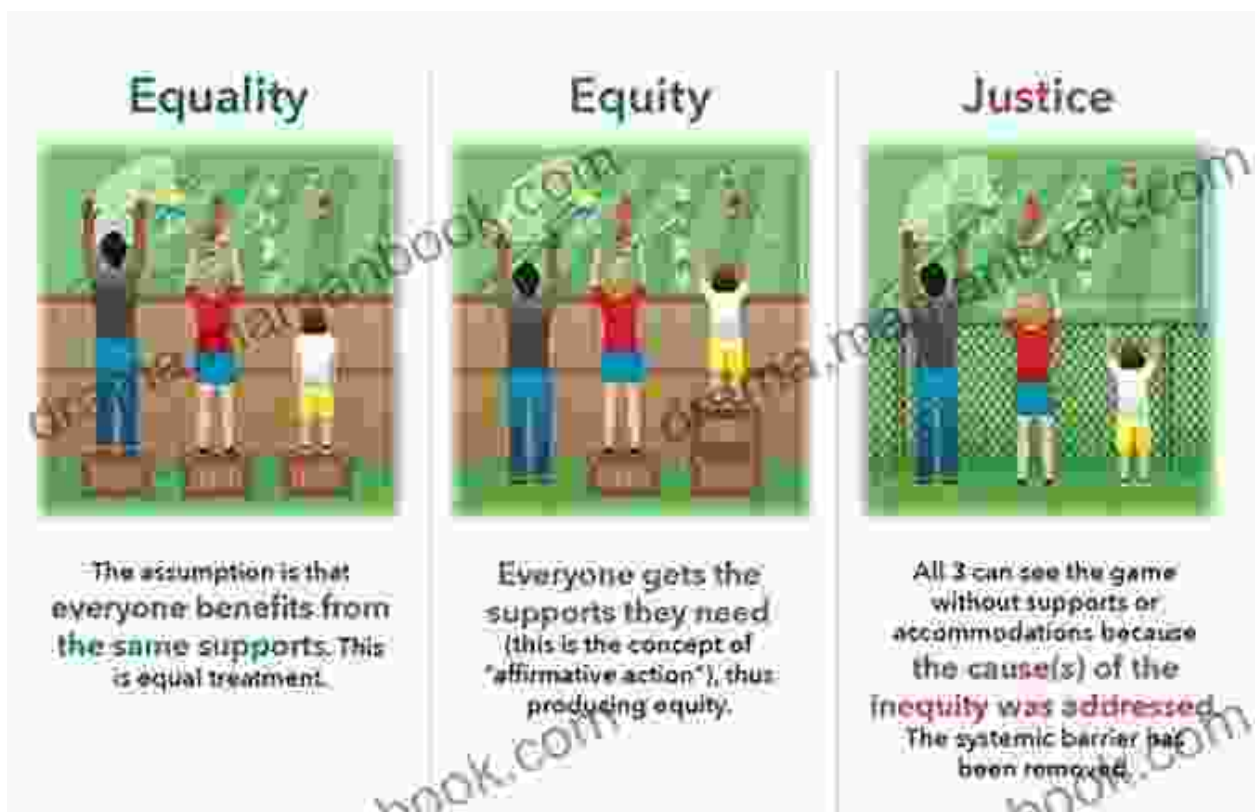 Equality
The assumption is that
everyone benefits from
the same supports. This
is equal treatment.
Equity
Everyone gets the
supports they need
(this is the concept of
"affirmative action"), thus
producing equity.
Justice
All 3 can see the game
without supports or
accommodations because
the cause(s) of the
inequity was addressed.
The systemic barrier has
been removed.